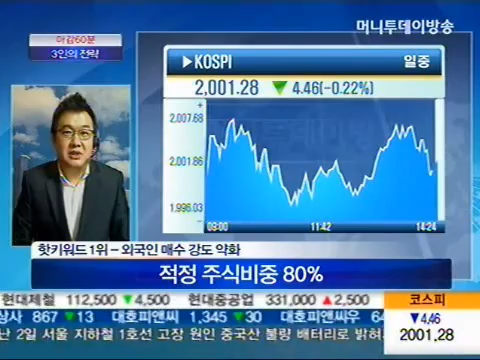 마감60분
3인의 전략
머니투데이방송
▶KOSPI 일중
2,001.28 ▼ 4.46(-0.22%)
2,007.68
2,001.86
1,996.03
09:00 11:42 14:24
핫키워드 1위 - 외국인 매수 강도 약화
적정 주식비중 80%
현대제철 112,500 ▼4,500 현대중공업 331,000 ▲2,500
상사 867 ▼13 대호피앤씨 1,345 ▼30 대호피앤씨우 64
난 2일 서울 지하철 1호선 고장 원인 중국산 불량 배터리로 밝혀
코스피
▼4.46
2001.28